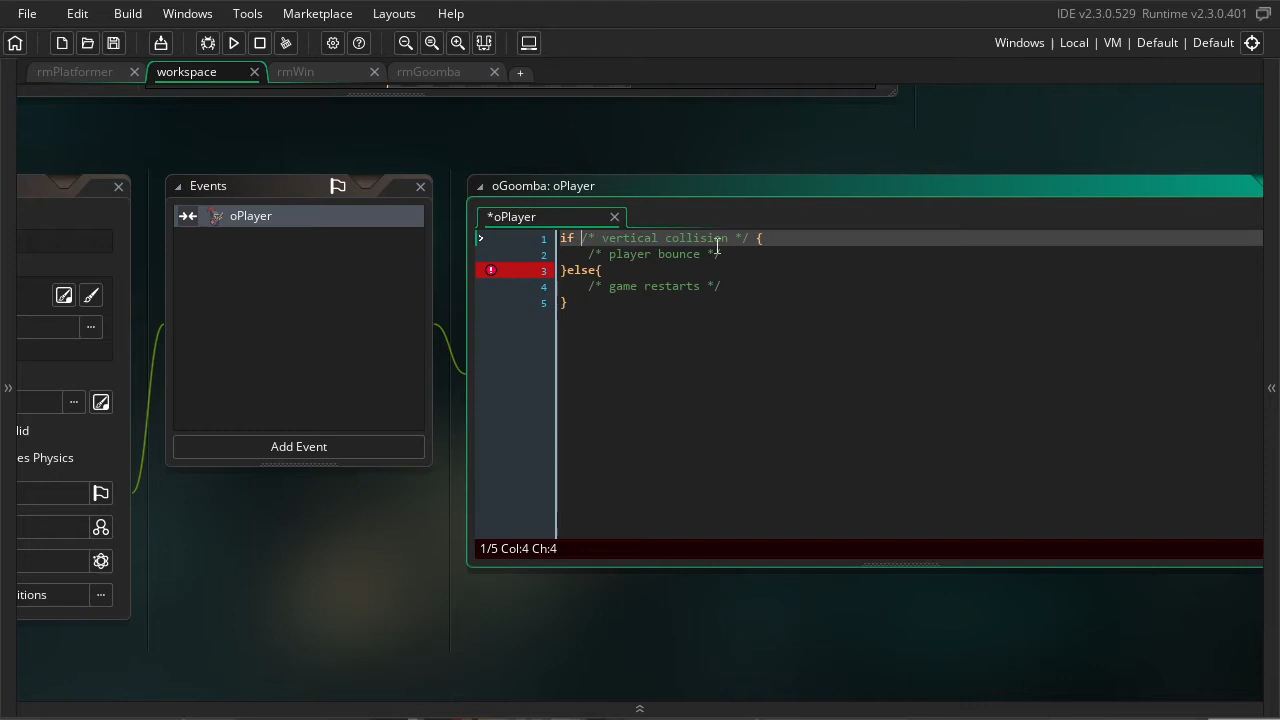 File Edit Build Windows Tools Marketplace Layouts Help IDE v2.3.0.529 Runtime v2.3.0.401
Windows | Local | VM | Default | Default
rmPlatformer workspace rmWin rmGoomba +
Events
oPlayer
Add Event
lid
es Physics
itions
oGoomba: oPlayer
*oPlayer
1 if /* vertical collision */ {
2 /* player bounce */
3 }else{
4 /* game restarts */
5 }
1/5 Col:4 Ch:4